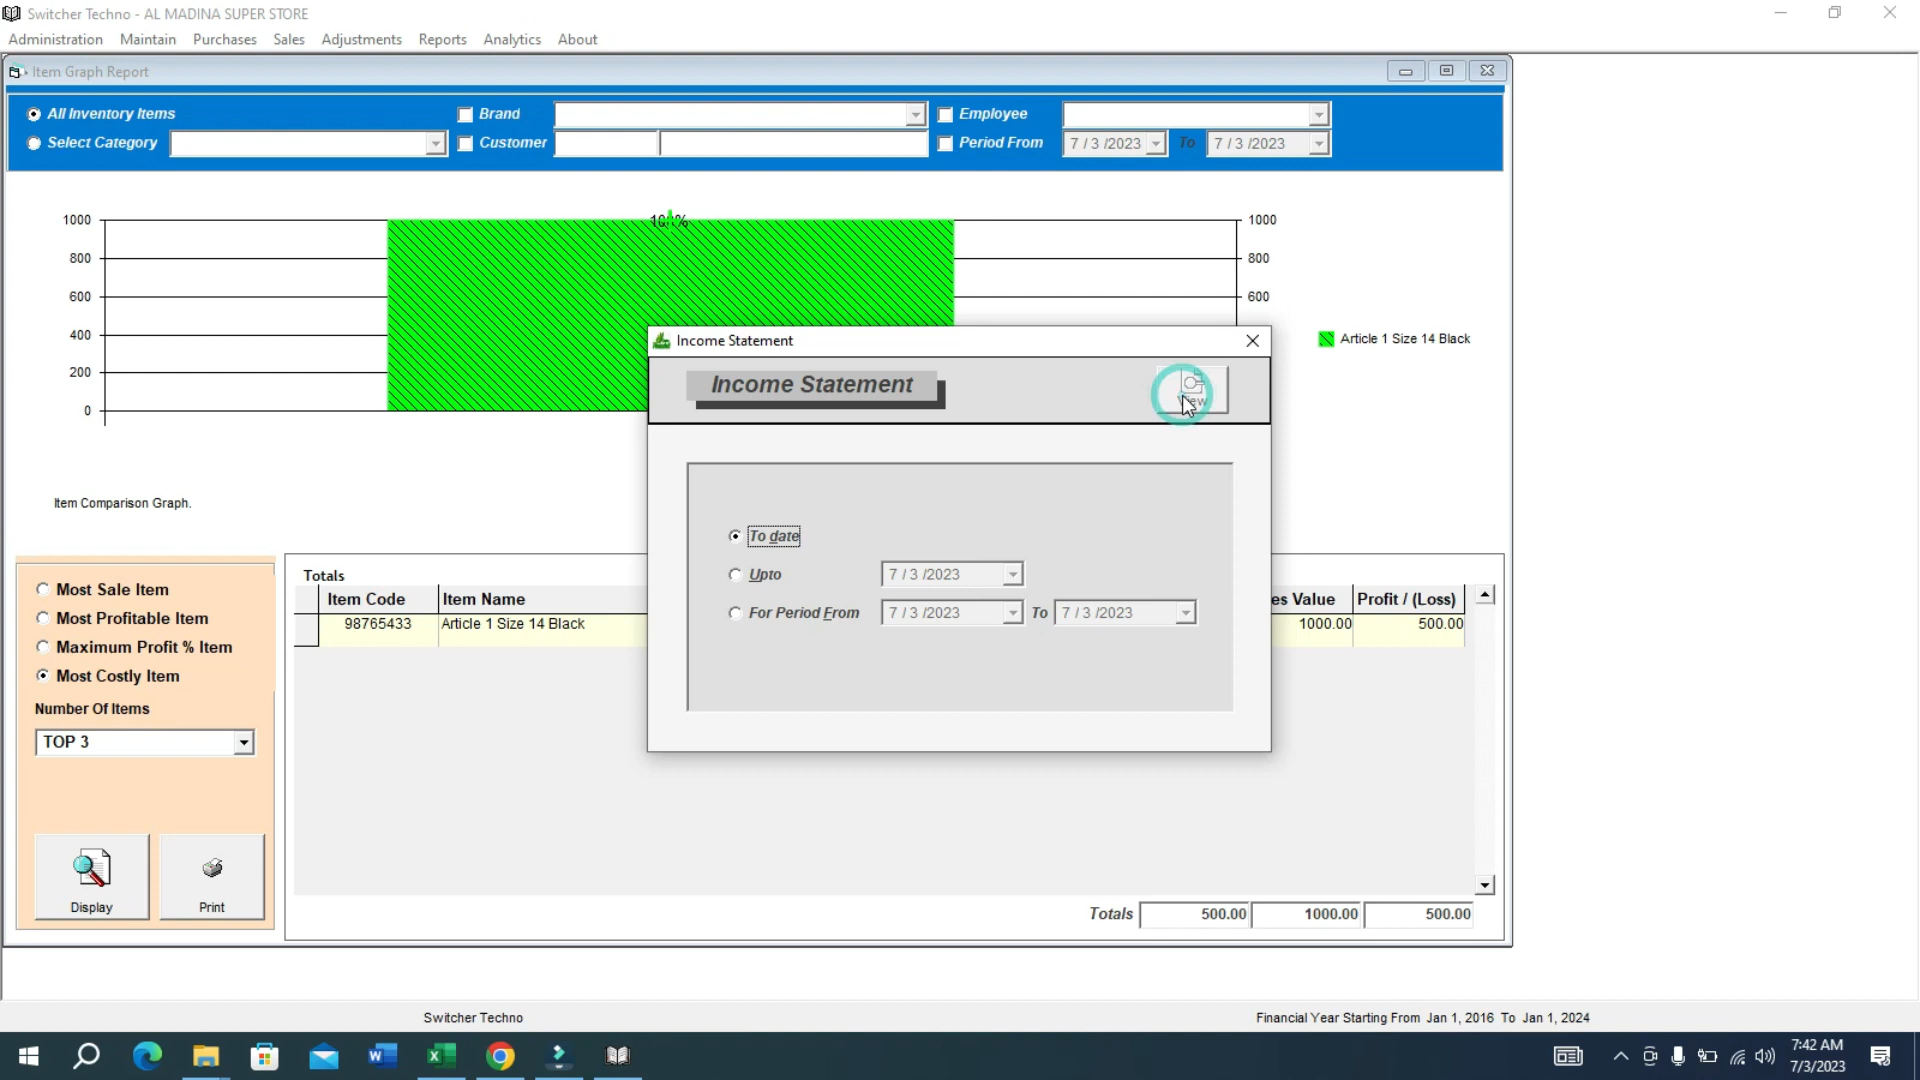 Switcher Techno - AL MADINA SUPER STORE
Administration Maintain Purchases Sales Adjustments Reports Analytics About
Item Graph Report
All Inventory Items Brand Employee
Select Category Customer Period From 7 / 3 /2023 To 7 / 3 /2023
1000 1000
800 800
600 600
400
200
0
Article 1 Size 14 Black
Item Comparison Graph.
Income Statement
Income Statement
View
To date
Upto 7 / 3 /2023
For Period From 7 / 3 /2023 To 7 / 3 /2023
Most Sale Item
Most Profitable Item
Maximum Profit % Item
Most Costly Item
Number Of Items
TOP 3
Display Print
Totals
Item Code Item Name es Value Profit / (Loss)
98765433 Article 1 Size 14 Black 1000.00 500.00
Totals 500.00 1000.00 500.00
Switcher Techno Financial Year Starting From Jan 1, 2016 To Jan 1, 2024
7:42 AM
7/3/2023